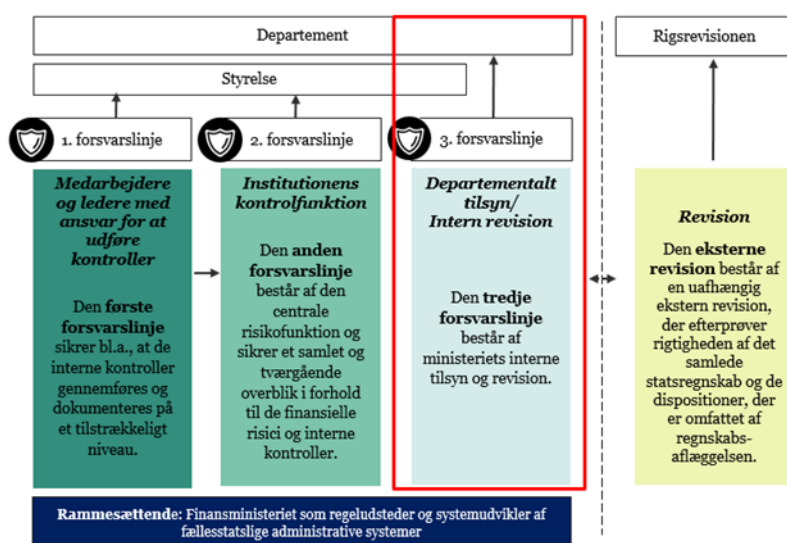 Departement
Rigsrevisionen
Styrelse
1. forsvarslinje
2. forsvarslinje
3. forsvarslinje
Medarbejdere
og ledere med
ansvar for at
udføre
kontroller
Den første
forsvarslinje
sikrer bl.a., at de
interne kontroller
gennemføres og
dokumenteres på
et tilstrækkeligt
niveau.
Institutionens
kontrolfunktion
Den anden
forsvarslinje
består af den
centrale
risikofunktion og
sikrer et samlet og
tværgående
overblik i forhold
til de finansielle
risici og interne
kontroller.
Departementalt
tilsyn/
Intern revision
Den tredje
forsvarslinje
består af
ministeriets interne
tilsyn og revision.
Revision
Den eksterne
revision består af
en uafhængig
ekstern revision,
der efterprøver
rigtigheden af det
samlede
statsregnskab og de
dispositioner, der
er omfattet af
regnskabs-
aflæggelsen.
Rammesættende: Finansministeriet som regeludsteder og systemudvikler af
fællesstatslige administrative systemer